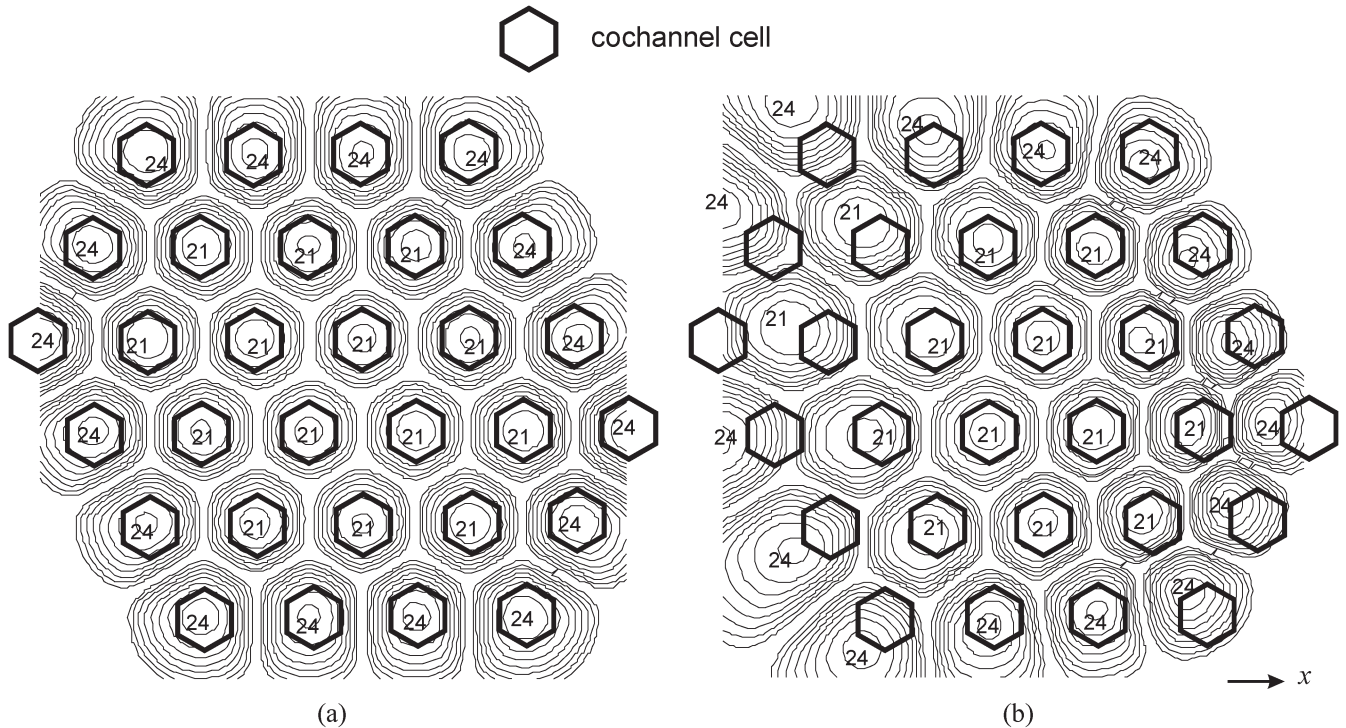 cochannel cell
24 24 24 24 24 24 24 24
24 21 21 21 24 24 21 21 21 24
24 21 21 21 21 24 21 21 21 21 24
24 21 21 21 21 24 24 21 21 21 21 24
24 21 21 21 24 24 21 21 21 24
24 24 24 24 24 24 24 24
x
(a) (b)